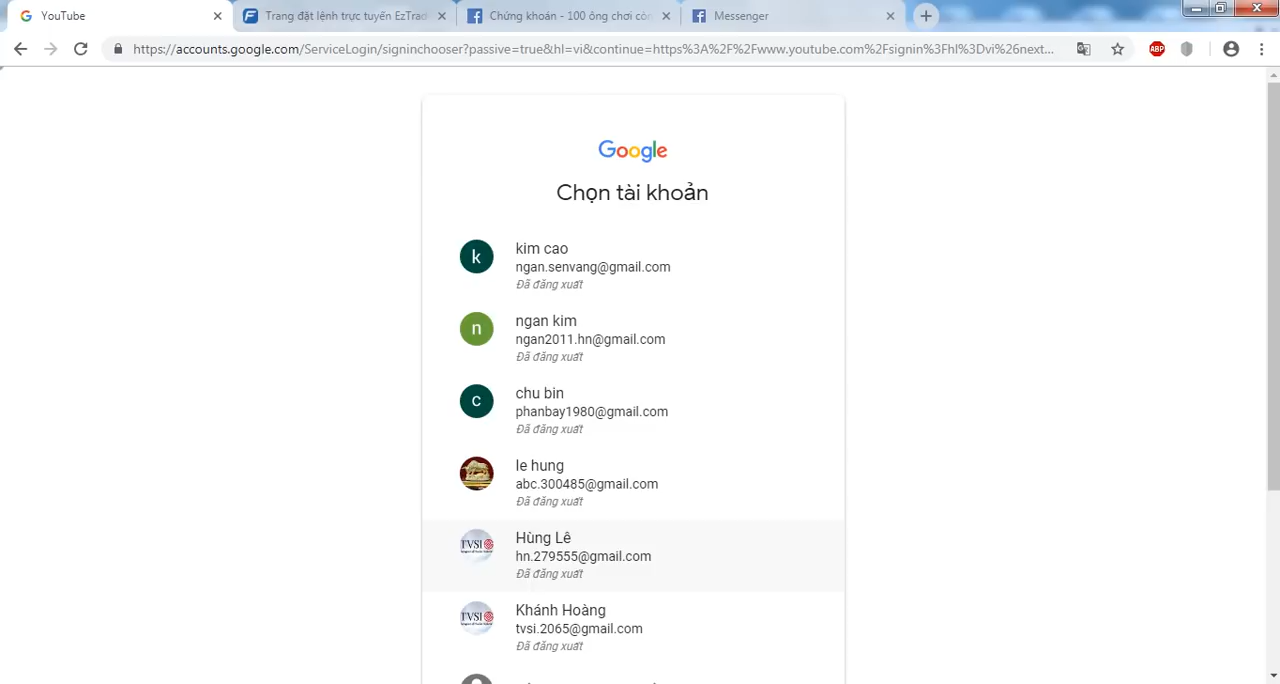 YouTube
Trang đặt lệnh trực tuyến EzTrad
Chứng khoán - 100 ông chơi còn
Messenger
https://accounts.google.com/ServiceLogin/signinchooser?passive=true&hl=vi&continue=https%3A%2F%2Fwww.youtube.com%2Fsignin%3Fhl%3Dvi%26next...
ABP
Google
Chọn tài khoản
k
kim cao
ngan.senvang@gmail.com
Đã đăng xuất
n
ngan kim
ngan2011.hn@gmail.com
Đã đăng xuất
c
chu bin
phanbay1980@gmail.com
Đã đăng xuất
le hung
abc.300485@gmail.com
Đã đăng xuất
TVSI
Hùng Lê
hn.279555@gmail.com
Đã đăng xuất
TVSI
Khánh Hoàng
tvsi.2065@gmail.com
Đã đăng xuất